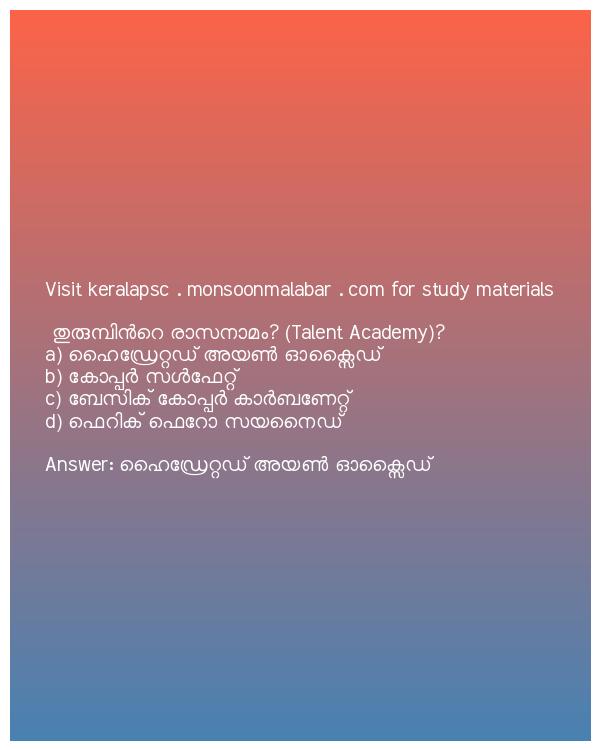 Visit keralapsc . monsoonmalabar . com for study materials
തുരുമ്പിൻറെ രാസനാമം? (Talent Academy)?
a) ഹൈഡ്രേറ്റഡ് അയൺ ഓക്സൈഡ്
b) കോപ്പർ സൾഫേറ്റ്
c) ബേസിക് കോപ്പർ കാർബണേറ്റ്
d) ഫെറിക് ഫെറോ സയനൈഡ്
Answer: ഹൈഡ്രേറ്റഡ് അയൺ ഓക്സൈഡ്